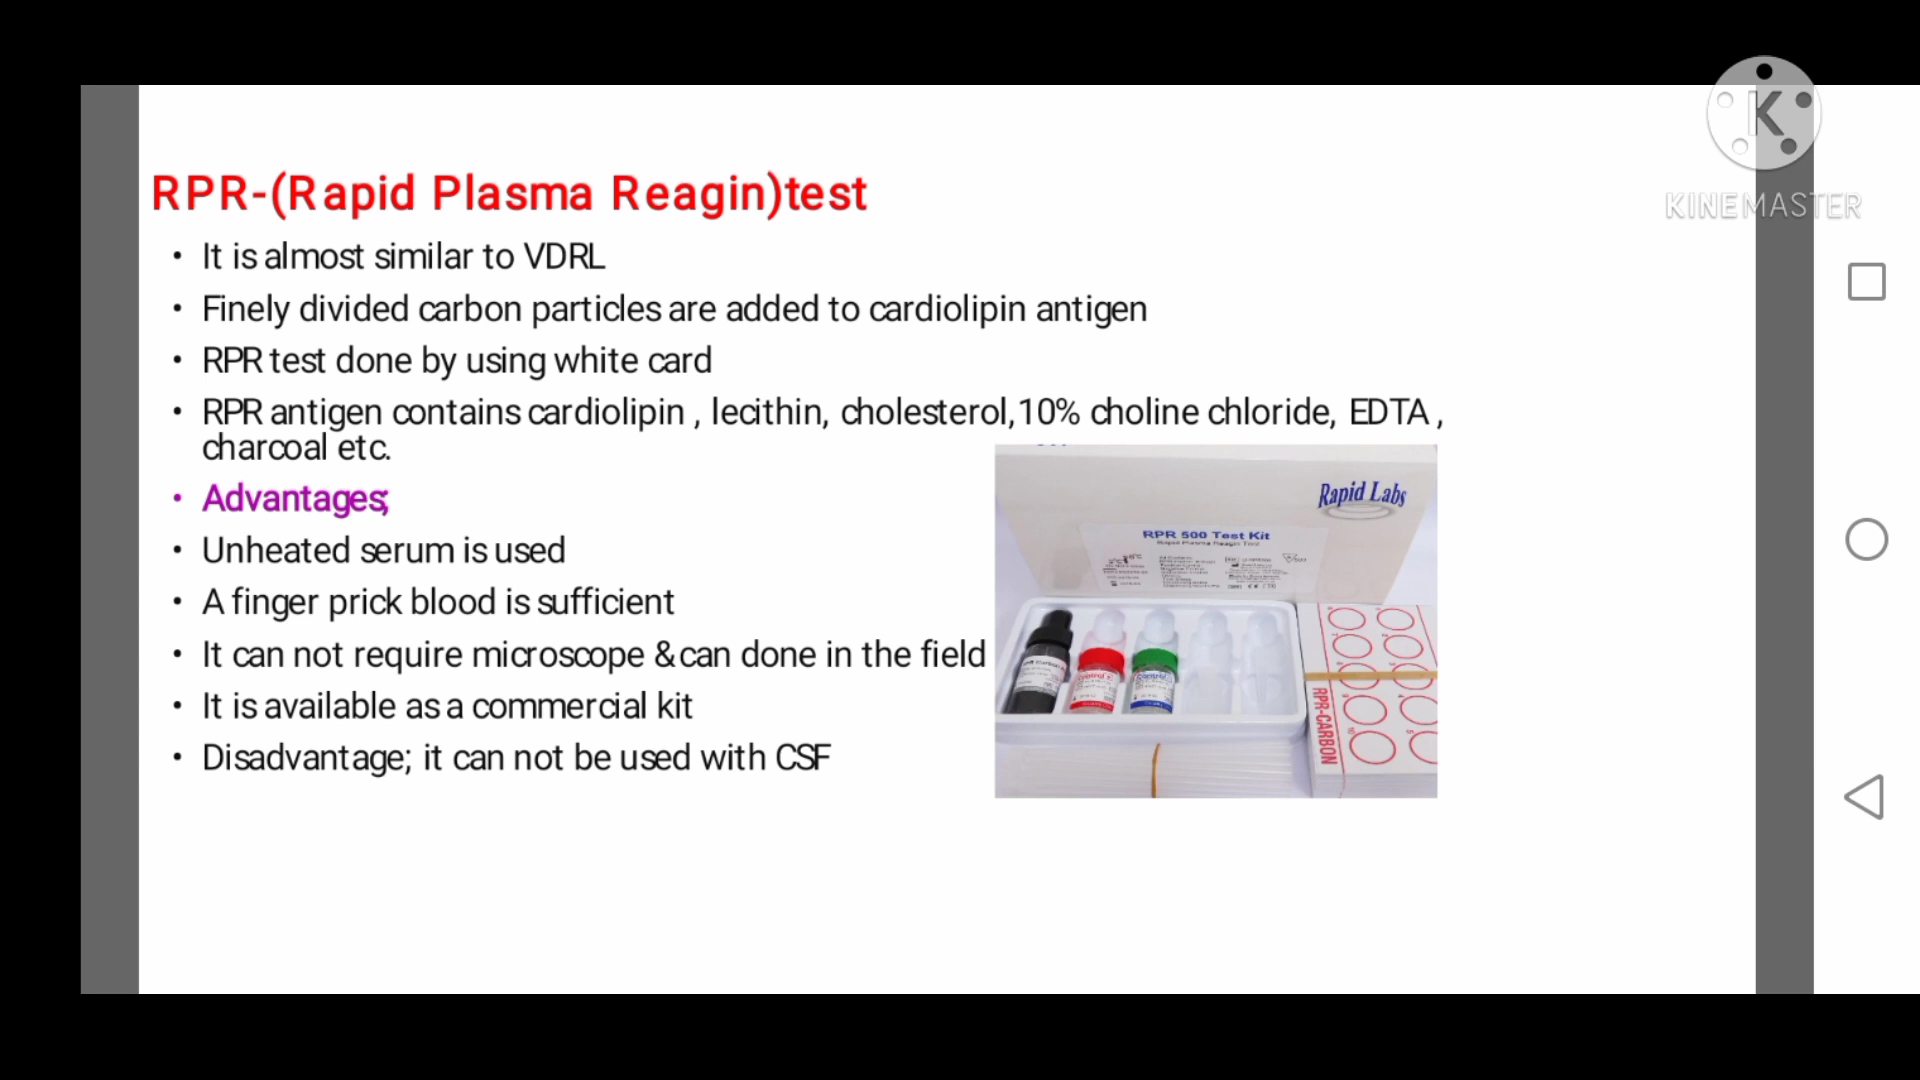 K
KINEMASTER
RPR-(Rapid Plasma Reagin)test
• It is almost similar to VDRL
• Finely divided carbon particles are added to cardiolipin antigen
• RPR test done by using white card
• RPR antigen contains cardiolipin , lecithin, cholesterol,10% choline chloride, EDTA ,
charcoal etc.
• Advantages;
• Unheated serum is used
• A finger prick blood is sufficient
• It can not require microscope &can done in the field
• It is available as a commercial kit
• Disadvantage; it can not be used with CSF
Rapid Labs
RPR 500 Test Kit
Rapid Plasma Reagin Test
RPR-CARBON